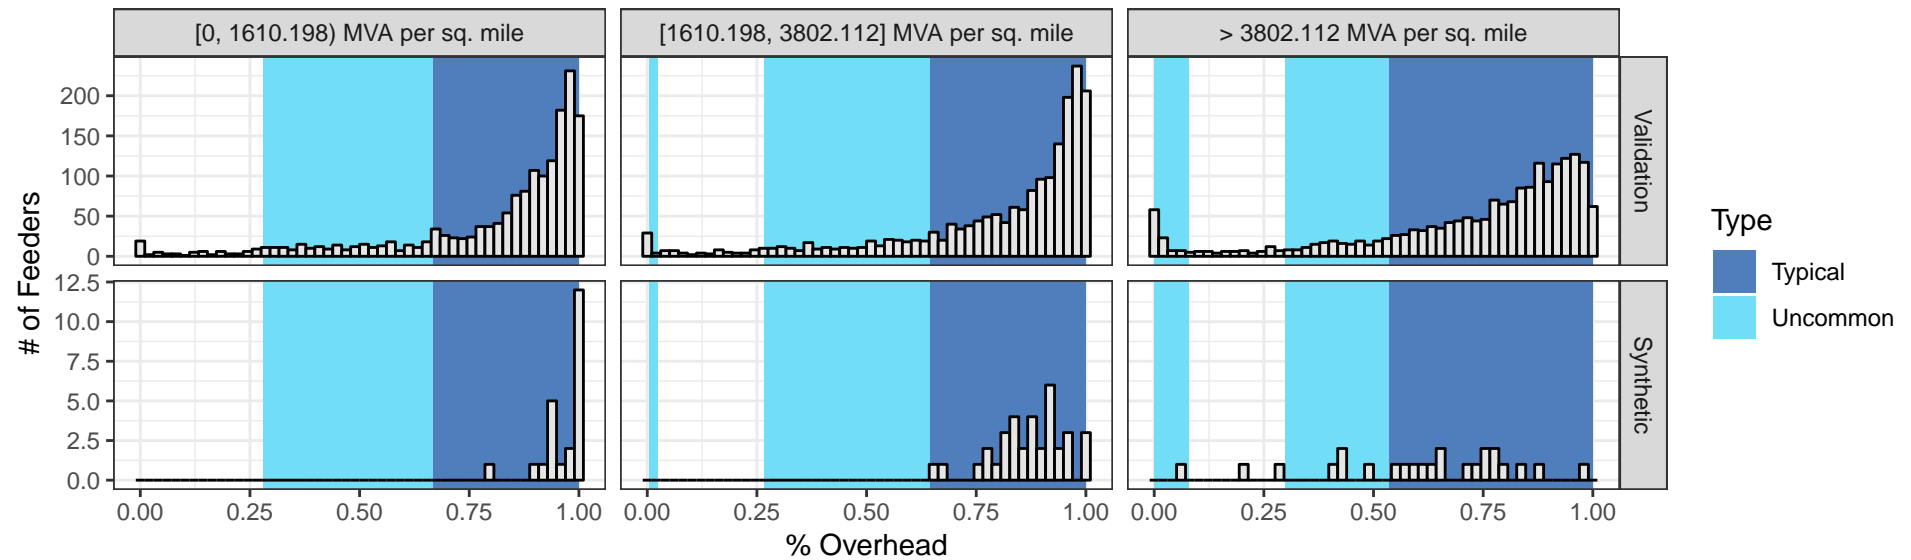 [0, 1610.198) MVA per sq. mile
[1610.198, 3802.112] MVA per sq. mile
> 3802.112 MVA per sq. mile
200
150
100
50
0
Validation
12.5
10.0
7.5
5.0
2.5
0.0
Synthetic
# of Feeders
0.00 0.25 0.50 0.75 1.00
0.00 0.25 0.50 0.75 1.00
0.00 0.25 0.50 0.75 1.00
% Overhead
Type
Typical
Uncommon